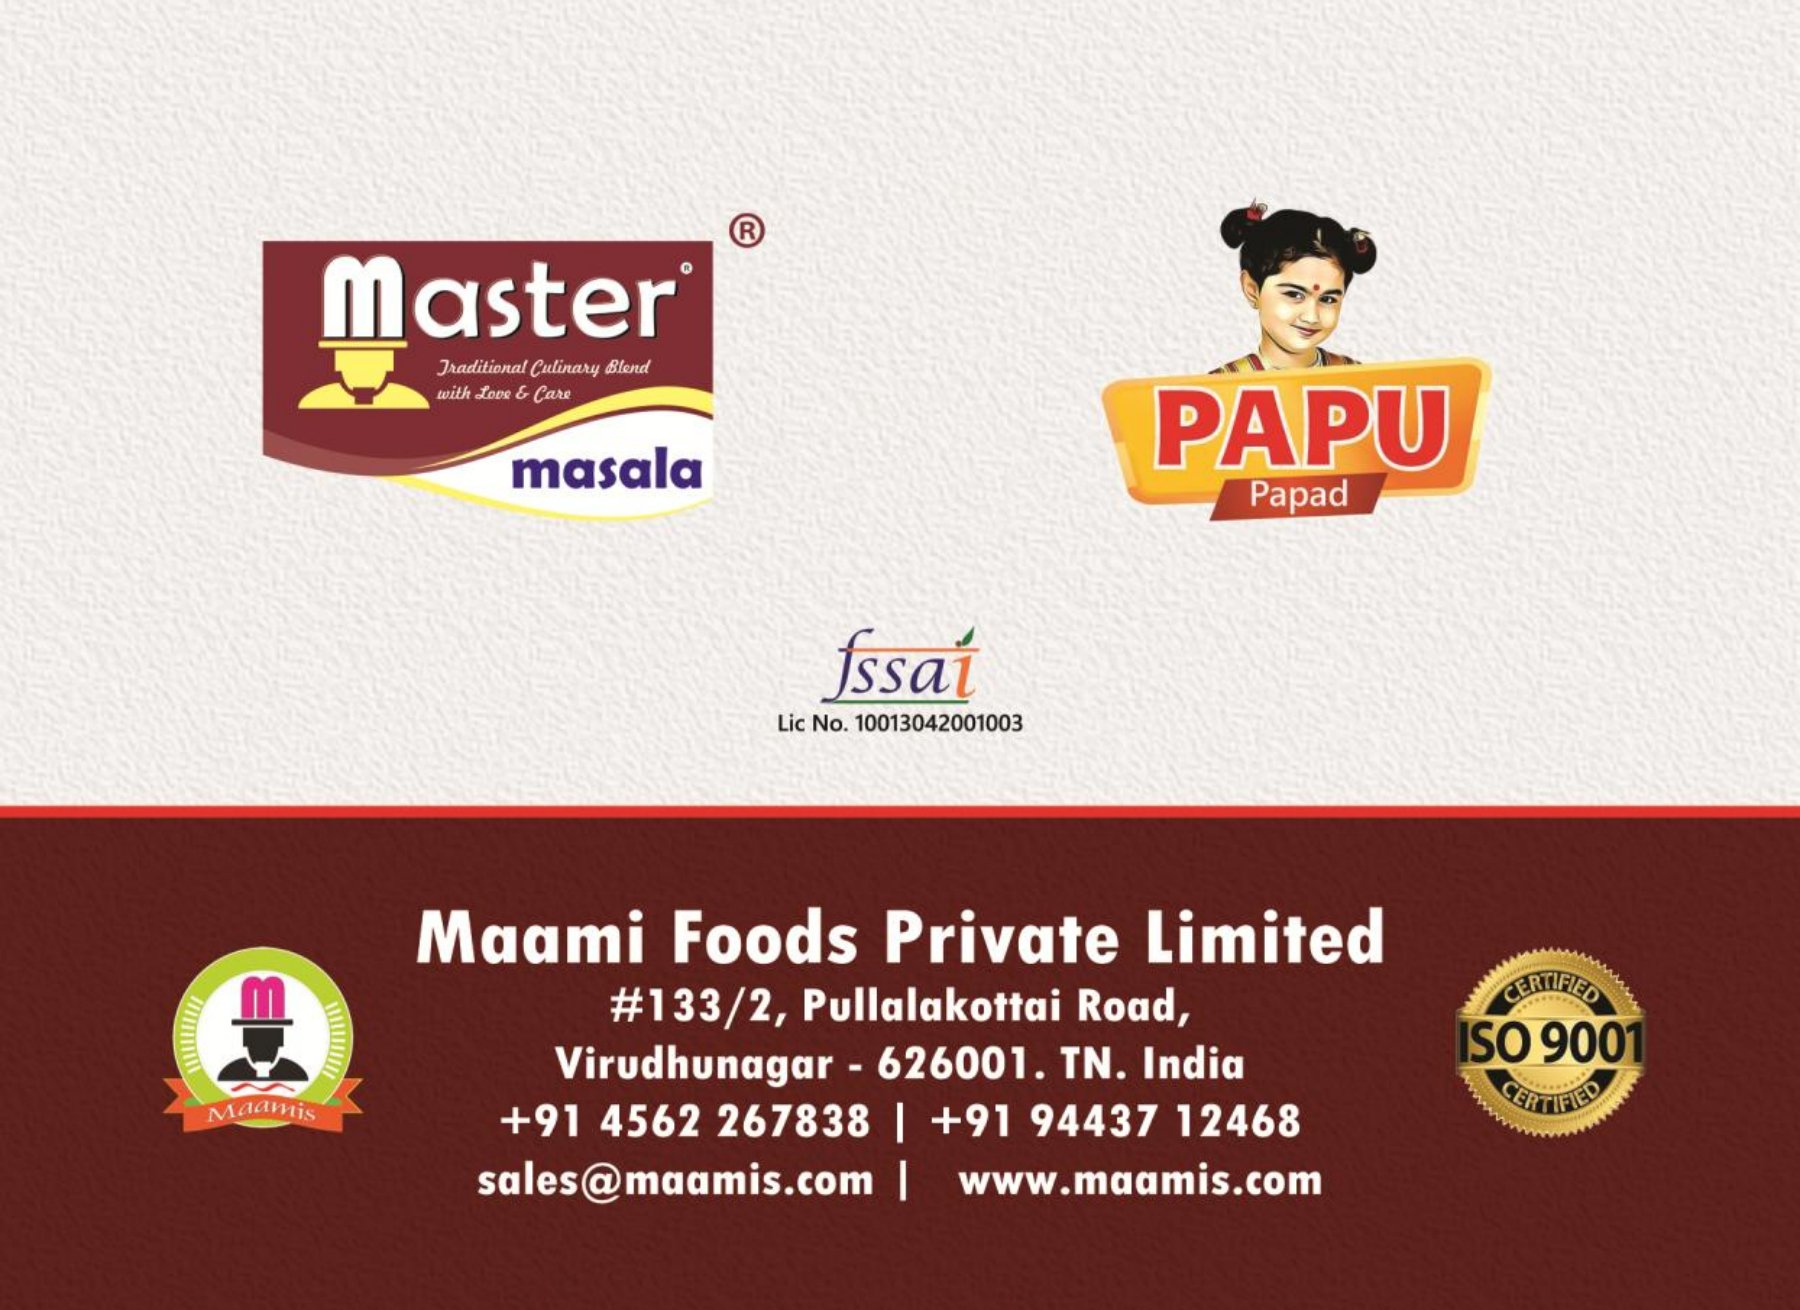 ®
master®
Traditional Culinary Blend
with Love & Care
masala
PAPU
Papad
fssai
Lic No. 10013042001003
Maami Foods Private Limited
#133/2, Pullalakottai Road,
Virudhunagar - 626001. TN. India
+91 4562 267838 | +91 94437 12468
sales@maamis.com | www.maamis.com
m
Maamis
CERTIFIED
ISO 9001
CERTIFIED